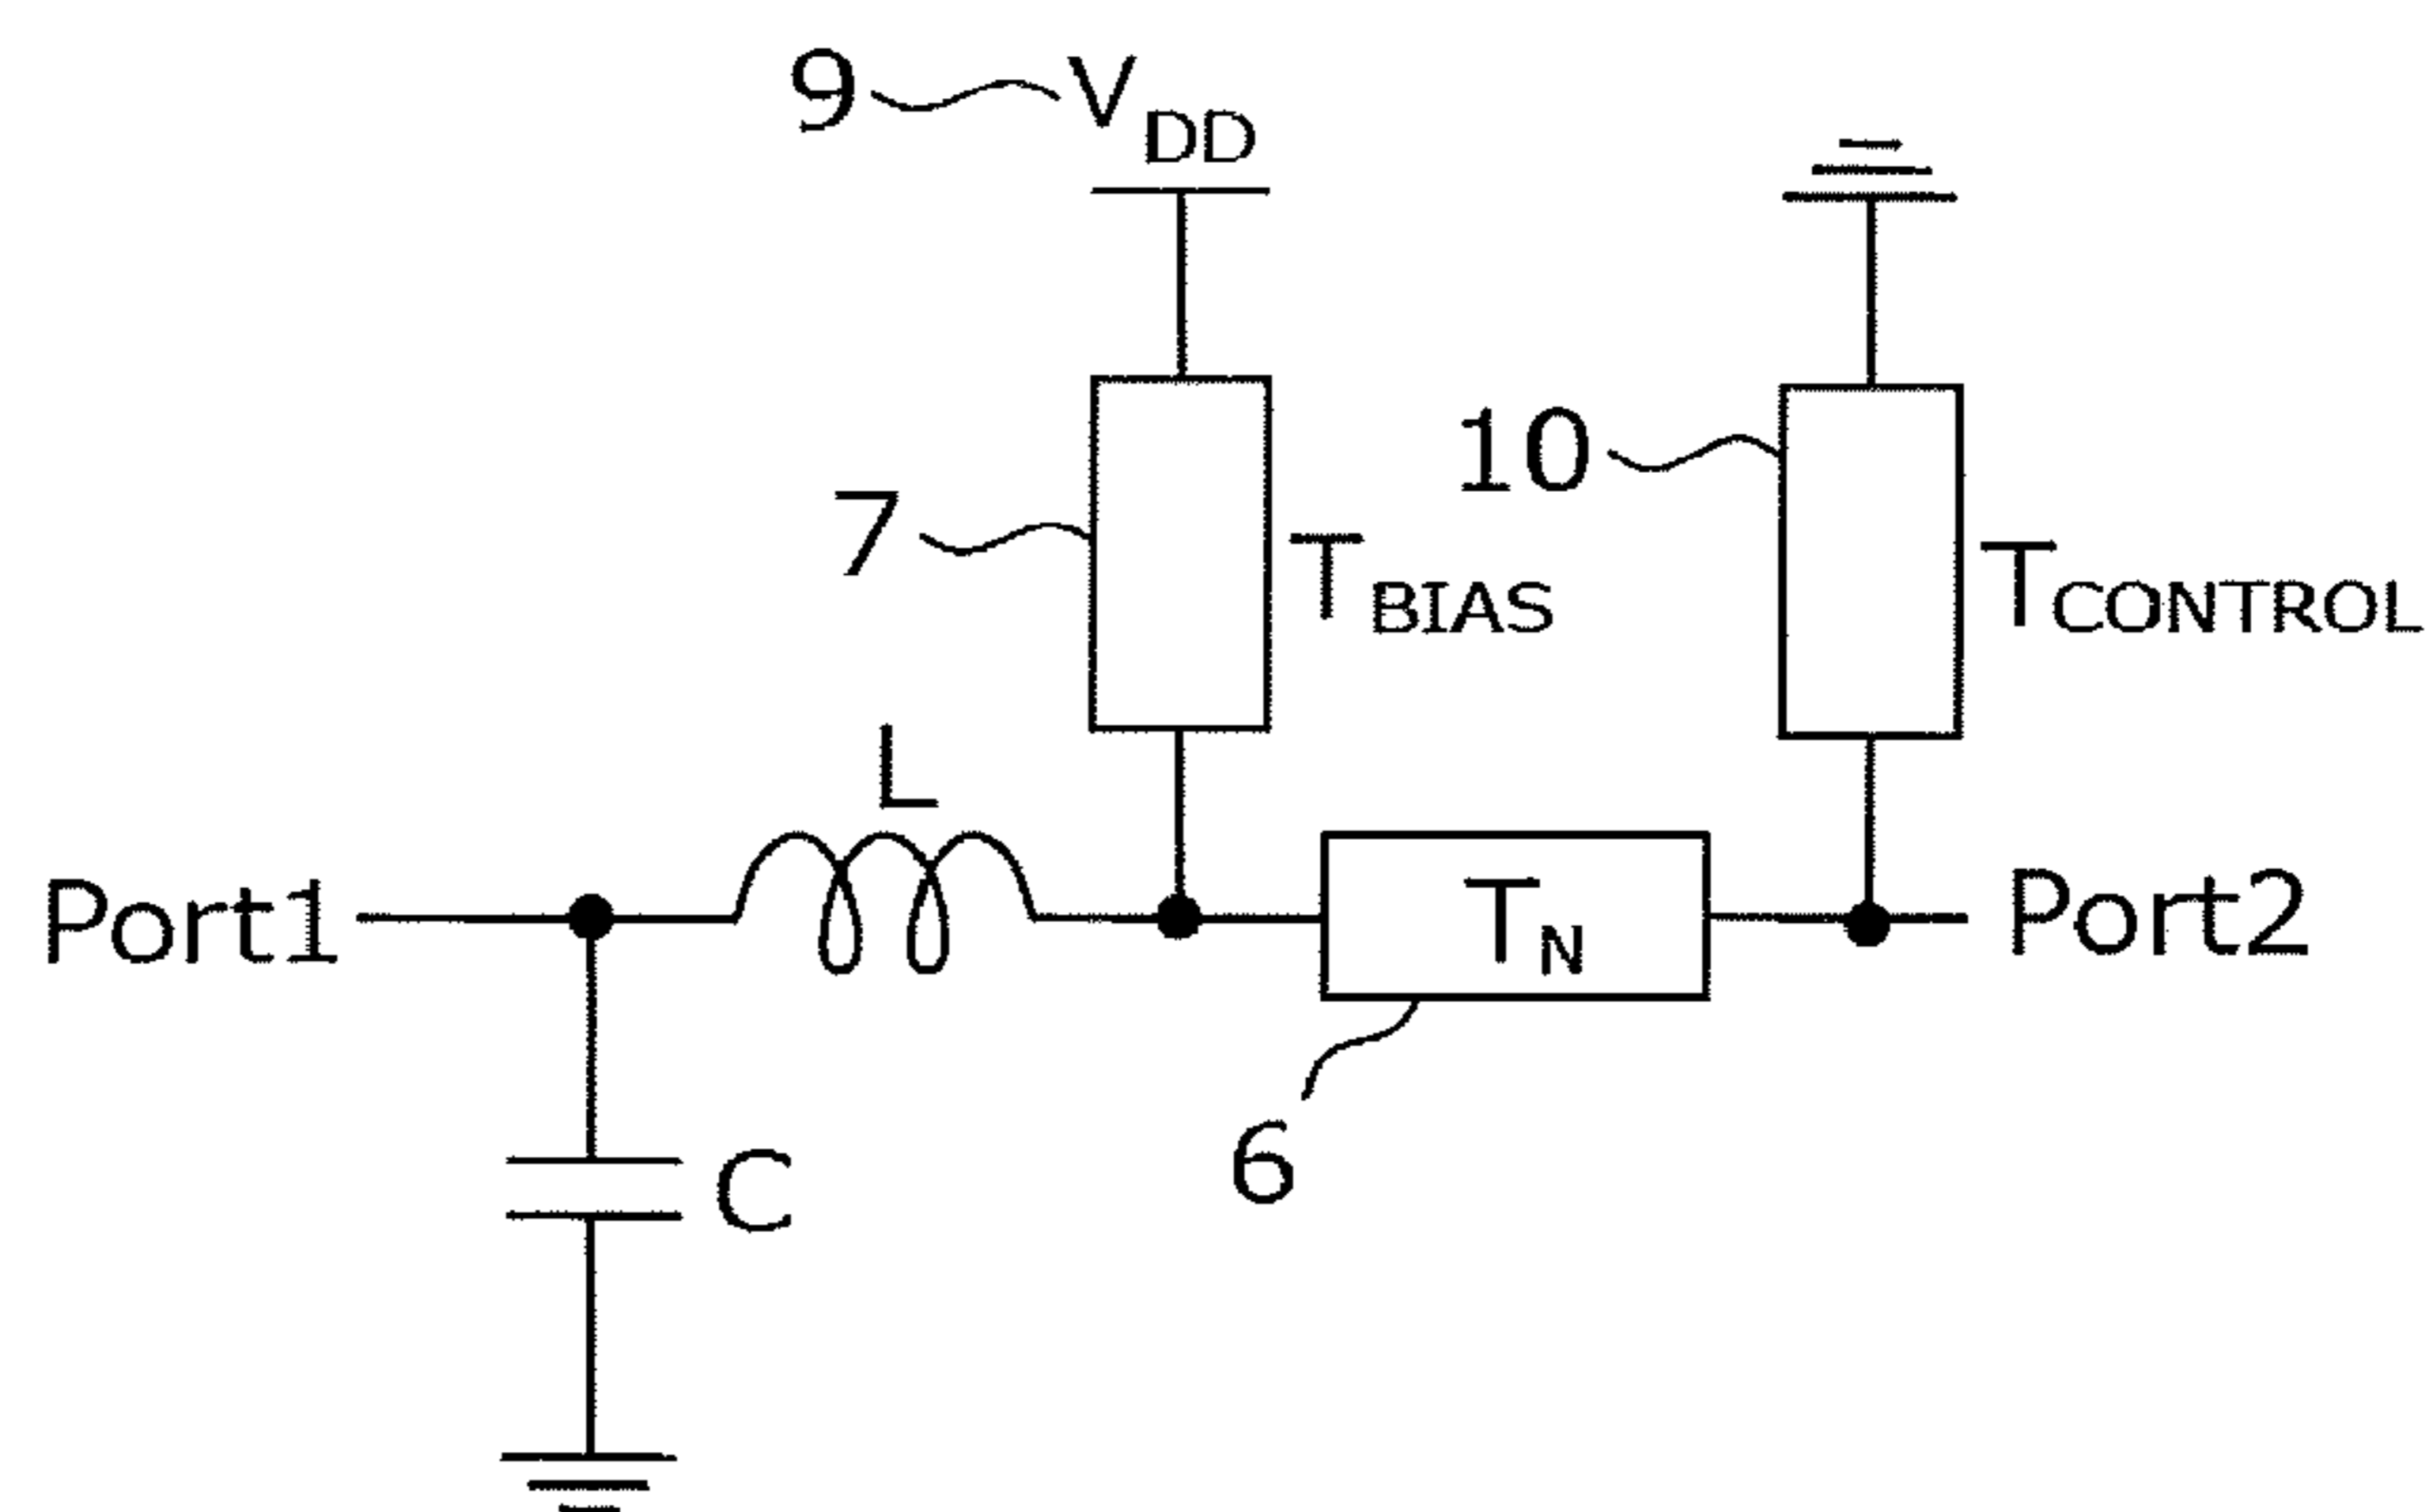 9 VDD
10
7 TBIAS TCONTROL
L
Port1 TN Port2
C 6